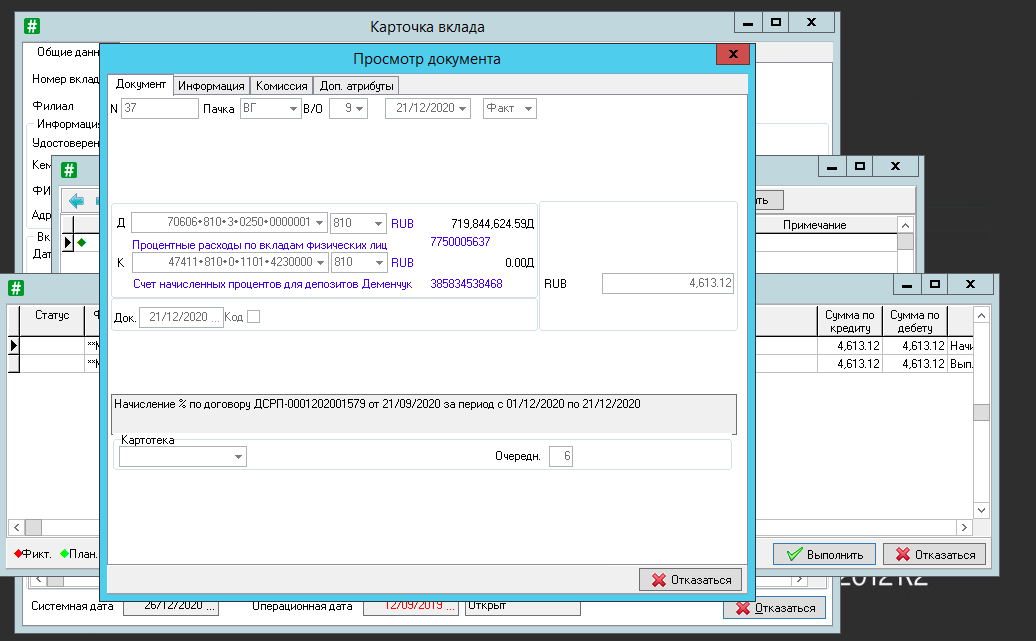 Карточка вклада
Общие данн
Просмотр документа
Номер вклад
Филиал
Информация
Удостоверен
Кем
ФИ
Адр
Вк
Дат
Документ Информация Комиссия Доп. атрибуты
N 37 Пачка ВГ В/О 9 21/12/2020 Факт
Д 70606*810*3*0250*0000001 810 RUB 719,844,624.59Д
Процентные расходы по вкладам физических лиц 7750005637
К 47411*810*0*1101*4230000 810 RUB 0.00Д
Счет начисленных процентов для депозитов Деменчук 385834538468
RUB 4,613.12
Док. 21/12/2020 ... Код
Начисление % по договору ДСРП-0001202001579 от 21/09/2020 за период с 01/12/2020 по 21/12/2020
Картотека
Очередн. 6
Отказаться
ть
Примечание
Статус
Сумма по кредиту
Сумма по дебету
4,613.12 4,613.12 Начи
4,613.12 4,613.12 Вып.
Фикт. План.
Выполнить Отказаться
2012 R2
Системная дата 26/12/2020 ... Операционная дата 12/09/2019 ... Открыт
Отказаться